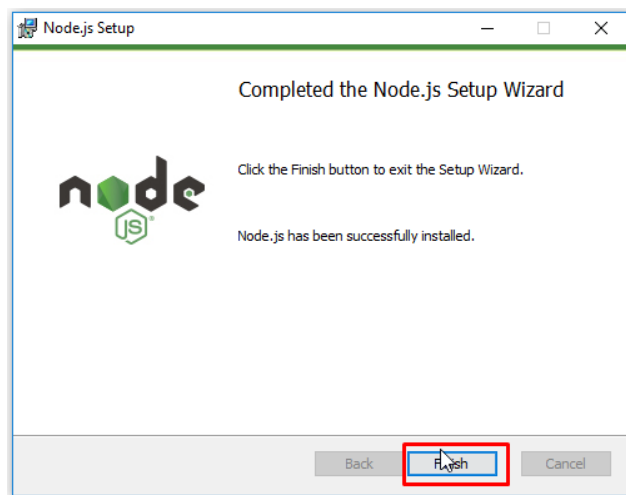 Node.js Setup
Completed the Node.js Setup Wizard
Click the Finish button to exit the Setup Wizard.
node
JS®
Node.js has been successfully installed.
Back Finish Cancel